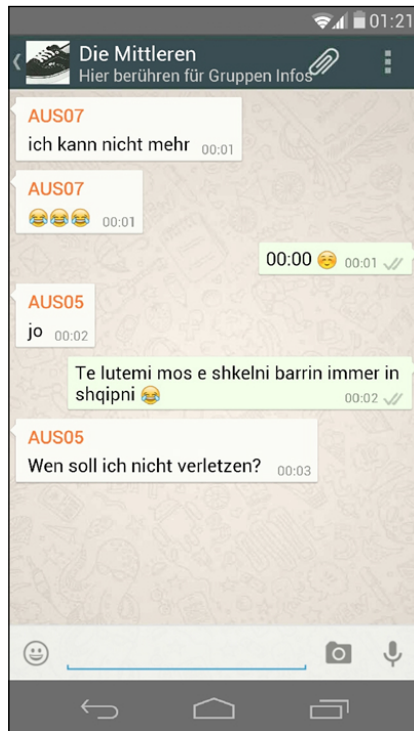 01:21
Die Mittleren
Hier berühren für Gruppen Infos
AUS07
ich kann nicht mehr 00:01
AUS07
😂😂😂 00:01
00:00 ☺️ 00:01
AUS05
jo 00:02
Te lutemi mos e shkelni barrin immer in
shqipni 😂 00:02
AUS05
Wen soll ich nicht verletzen? 00:03